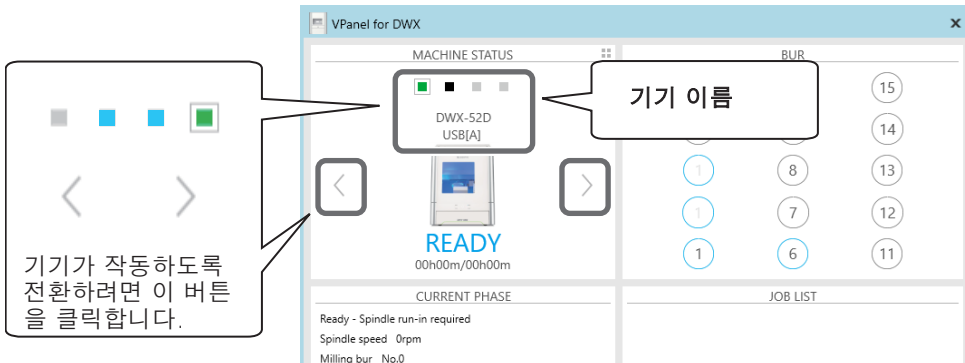 VPanel for DWX
MACHINE STATUS
BUR
기기 이름
DWX-52D
USB[A]
15
14
1 8 13
1 7 12
1 6 11
READY
00h00m/00h00m
기기가 작동하도록
전환하려면 이 버튼
을 클릭합니다.
CURRENT PHASE
Ready - Spindle run-in required
Spindle speed 0rpm
Milling bur No.0
JOB LIST